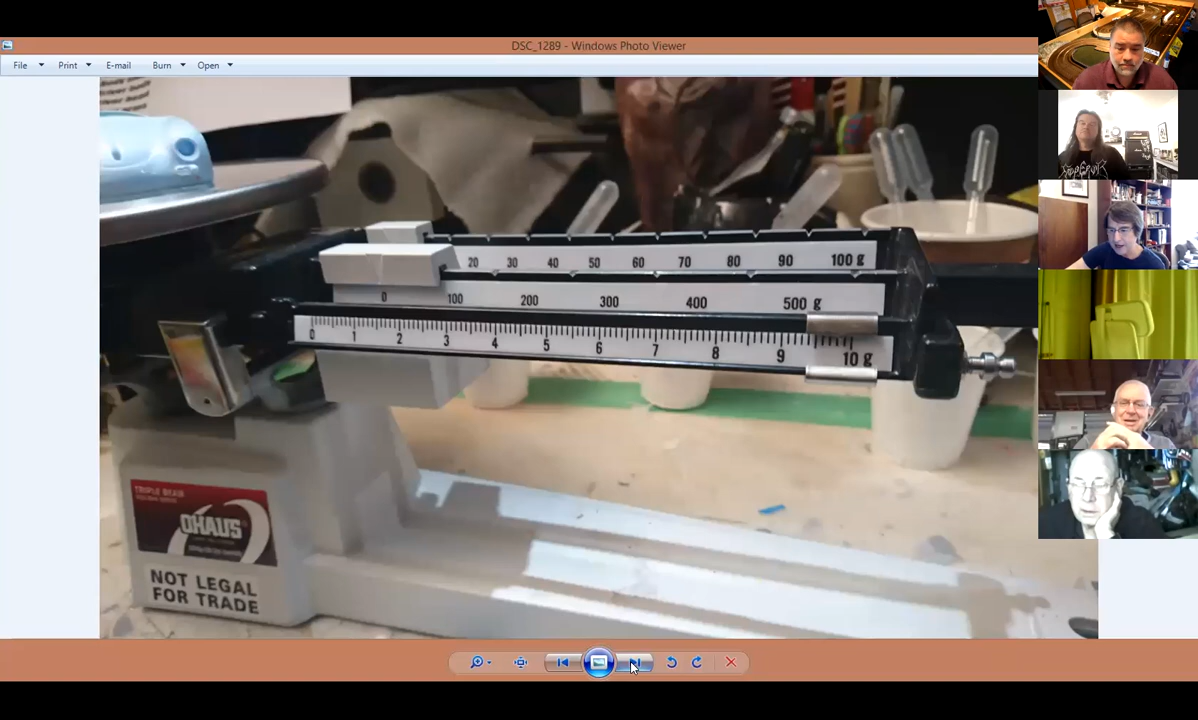 DSC_1289 - Windows Photo Viewer
File Print E-mail Burn Open
20 30 40 50 60 70 80 90 100 g
0 100 200 300 400 500 g
0 1 2 3 4 5 6 7 8 9 10 g
TRIPLE BEAM
OHAUS
NOT LEGAL
FOR TRADE